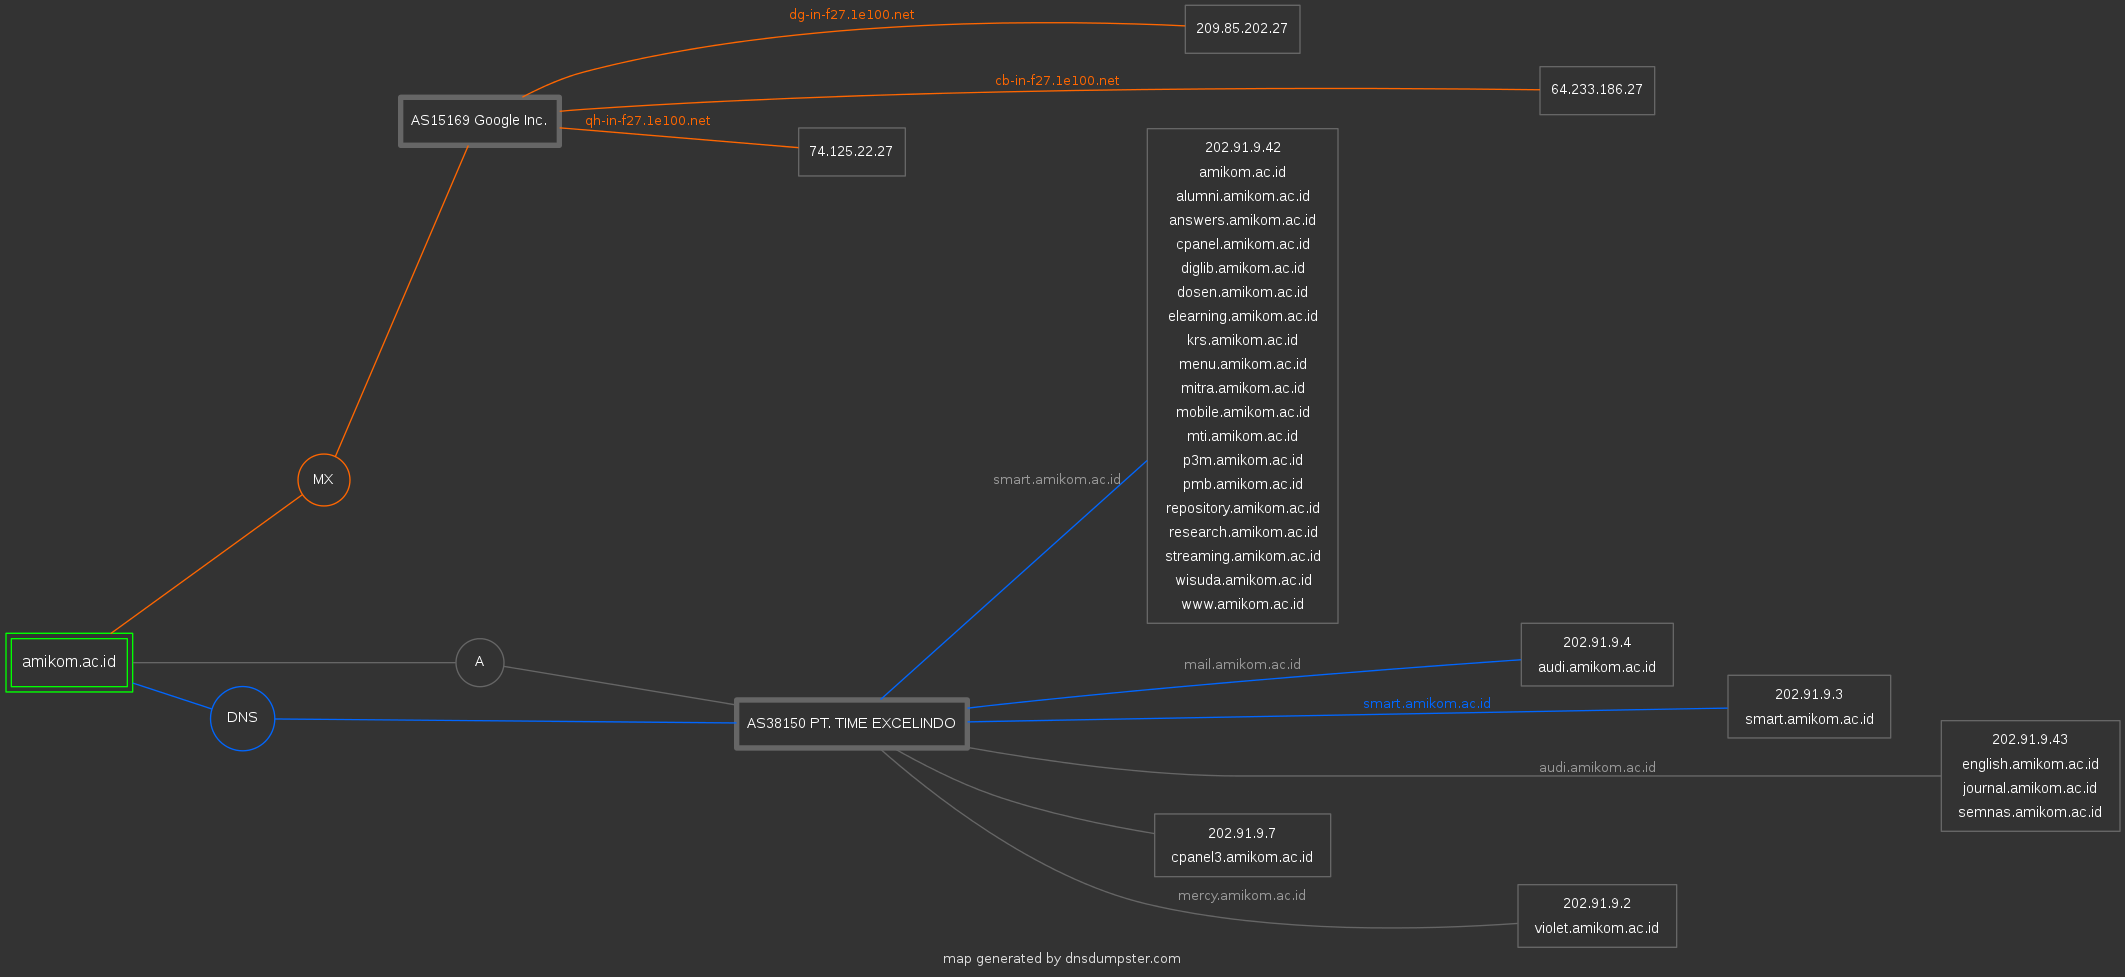 dg-in-f27.1e100.net
209.85.202.27
cb-in-f27.1e100.net
64.233.186.27
AS15169 Google Inc.
qh-in-f27.1e100.net
74.125.22.27
202.91.9.42
amikom.ac.id
alumni.amikom.ac.id
answers.amikom.ac.id
cpanel.amikom.ac.id
diglib.amikom.ac.id
dosen.amikom.ac.id
elearning.amikom.ac.id
krs.amikom.ac.id
menu.amikom.ac.id
mitra.amikom.ac.id
mobile.amikom.ac.id
mti.amikom.ac.id
p3m.amikom.ac.id
pmb.amikom.ac.id
repository.amikom.ac.id
research.amikom.ac.id
streaming.amikom.ac.id
wisuda.amikom.ac.id
www.amikom.ac.id
smart.amikom.ac.id
MX
amikom.ac.id
A
DNS
AS38150 PT. TIME EXCELINDO
mail.amikom.ac.id
202.91.9.4
audi.amikom.ac.id
smart.amikom.ac.id
202.91.9.3
smart.amikom.ac.id
audi.amikom.ac.id
202.91.9.43
english.amikom.ac.id
journal.amikom.ac.id
semnas.amikom.ac.id
202.91.9.7
cpanel3.amikom.ac.id
mercy.amikom.ac.id
202.91.9.2
violet.amikom.ac.id
map generated by dnsdumpster.com